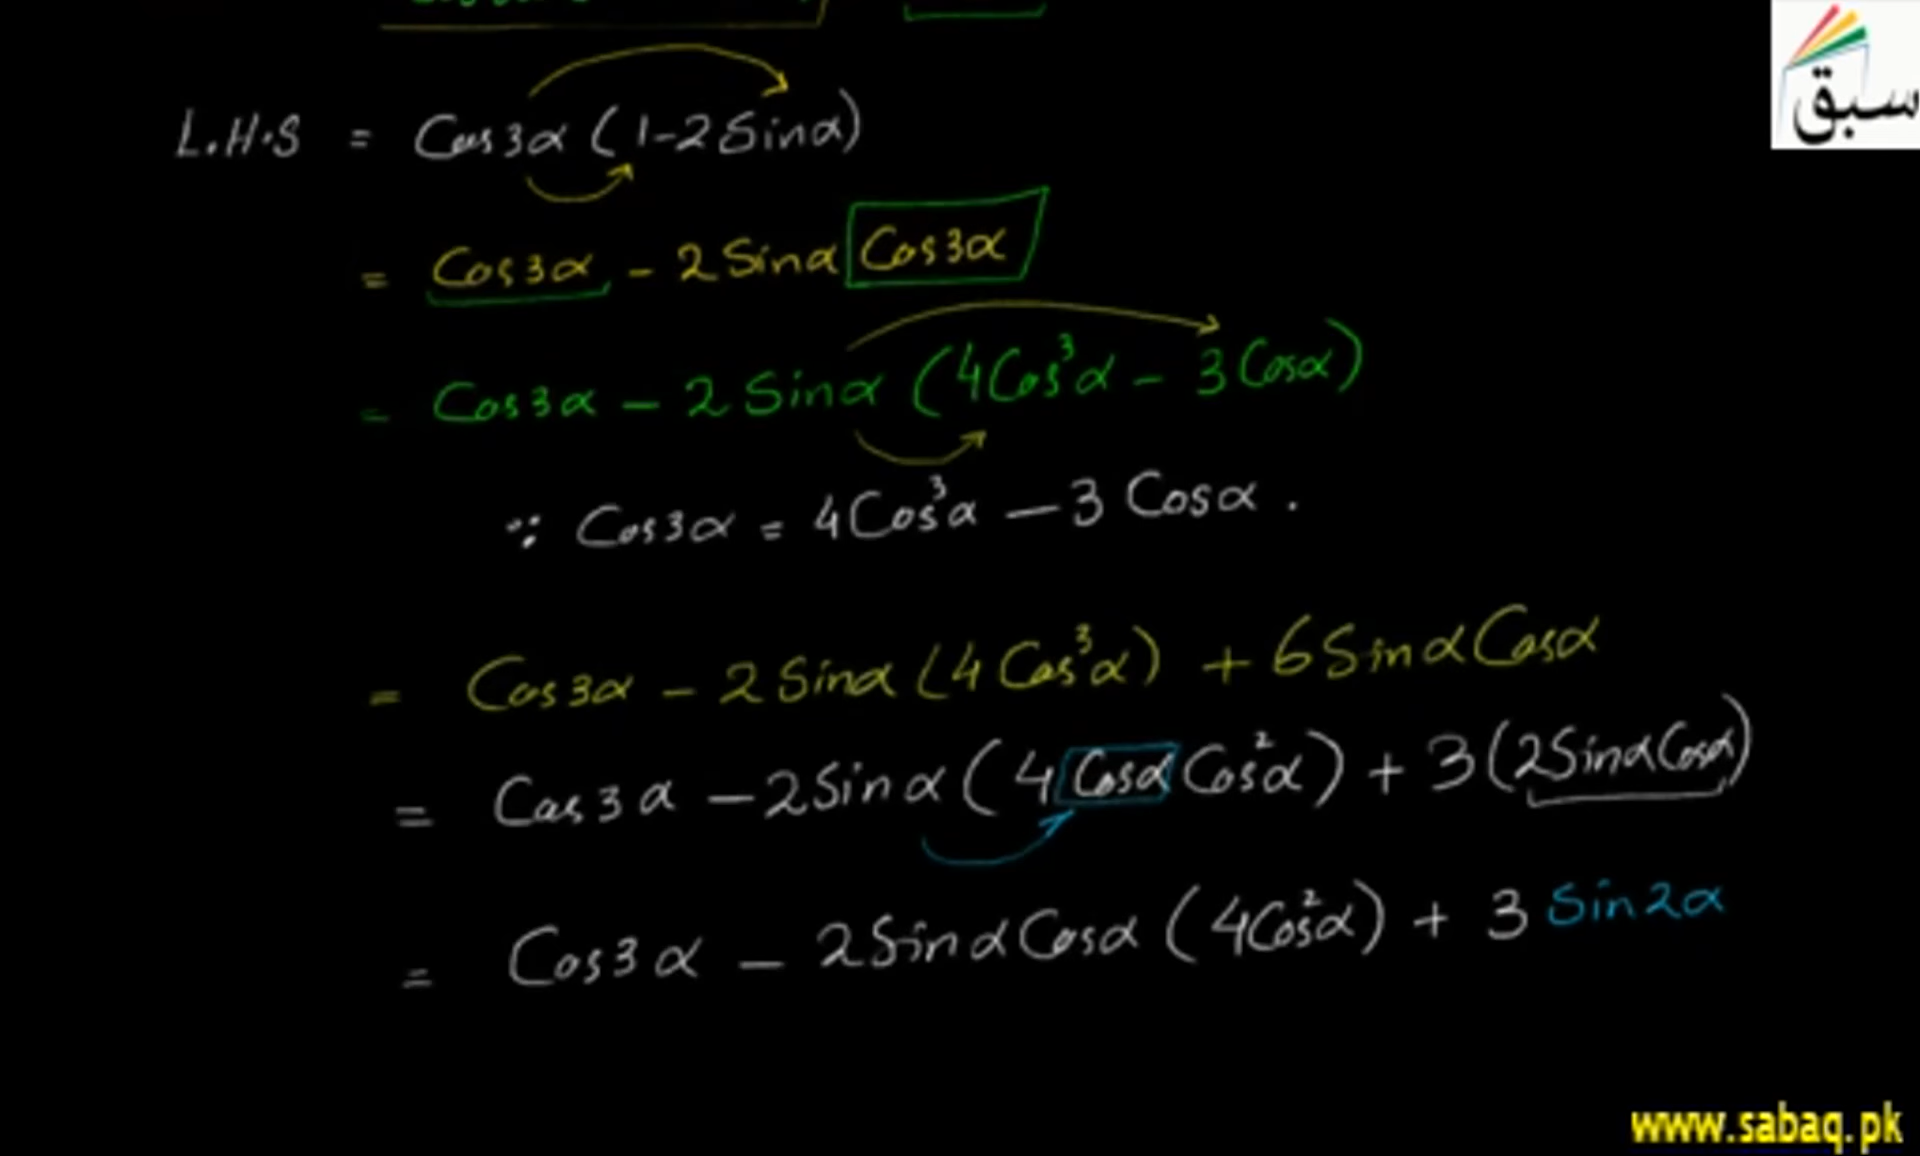 سبق
L.H.S = Cos3α (1-2Sinα)
= Cos3α - 2Sinα Cos3α
= Cos3α - 2Sinα (4Cos³α - 3Cosα)
∵ Cos3α = 4Cos³α - 3Cosα .
= Cos3α - 2Sinα (4Cos³α) + 6SinαCosα
= Cos3α - 2Sinα (4CosαCos²α) + 3(2SinαCosα)
= Cos3α - 2SinαCosα (4Cos²α) + 3 Sin2α
www.sabaq.pk